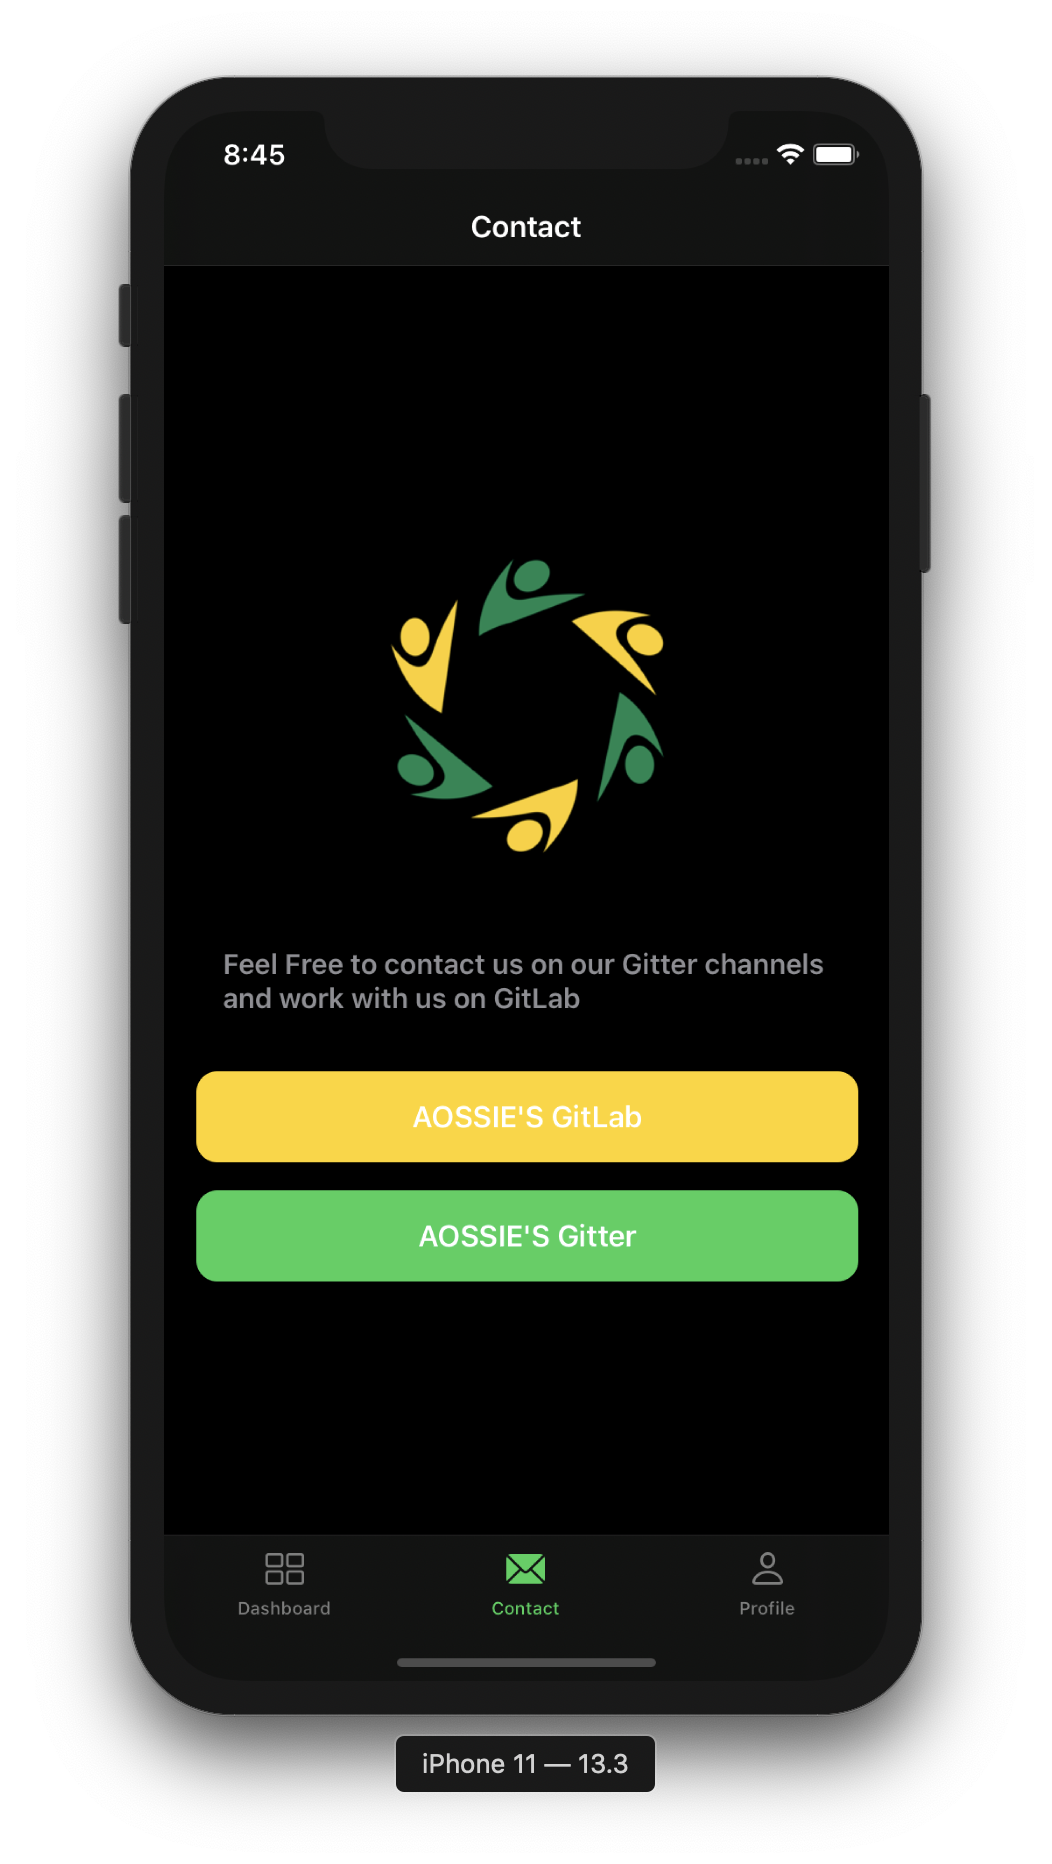 8:45
Contact
Feel Free to contact us on our Gitter channels
and work with us on GitLab
AOSSIE'S GitLab
AOSSIE'S Gitter
Dashboard
Contact
Profile
iPhone 11 — 13.3